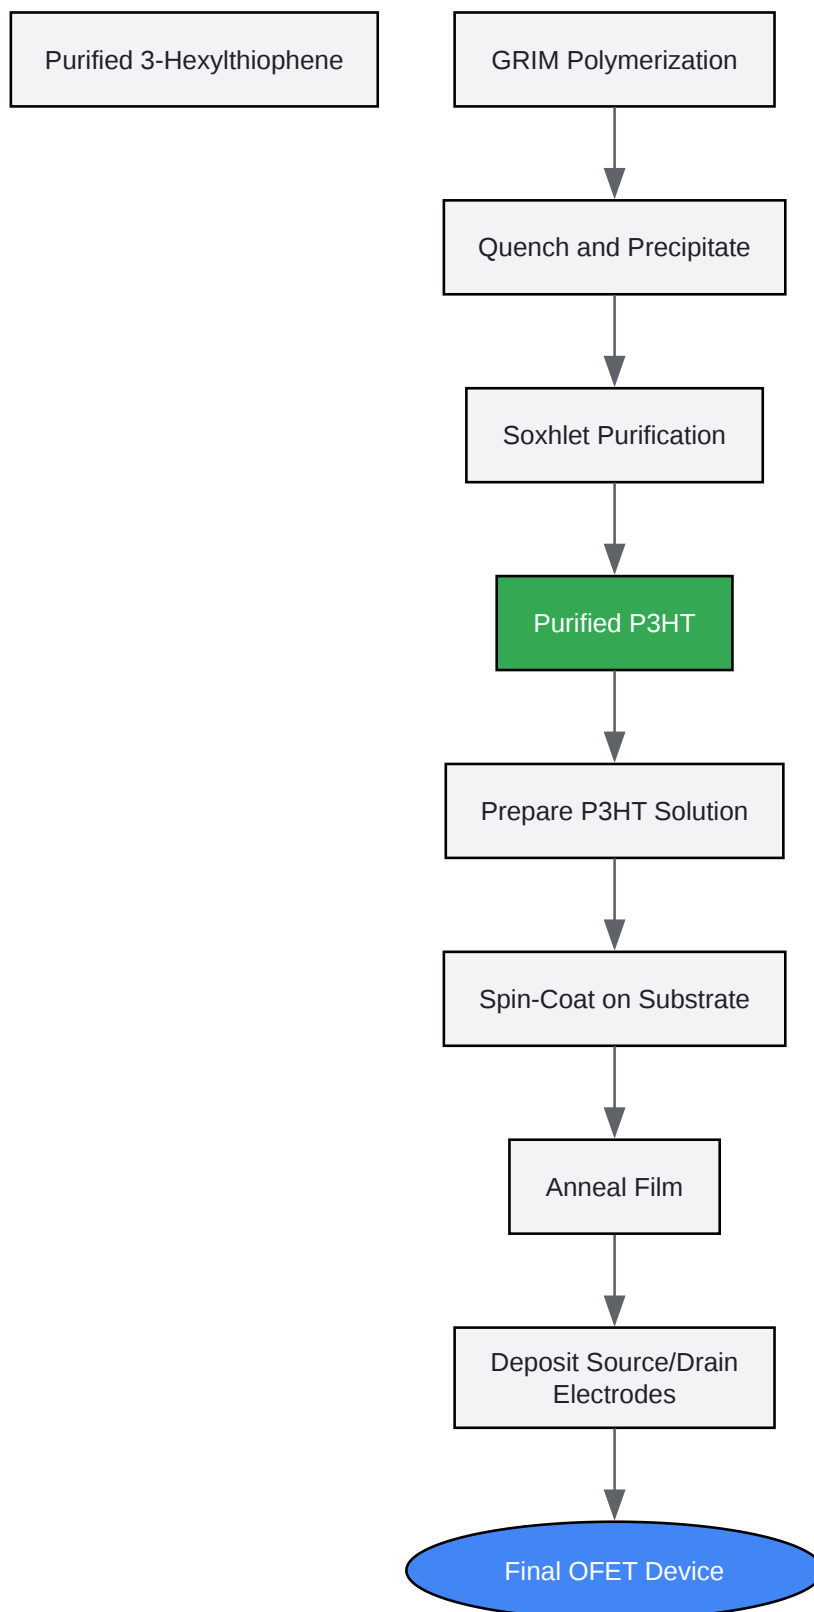 Purified 3-Hexylthiophene
GRIM Polymerization
Quench and Precipitate
Soxhlet Purification
Purified P3HT
Prepare P3HT Solution
Spin-Coat on Substrate
Anneal Film
Deposit Source/Drain
Electrodes
Final OFET Device